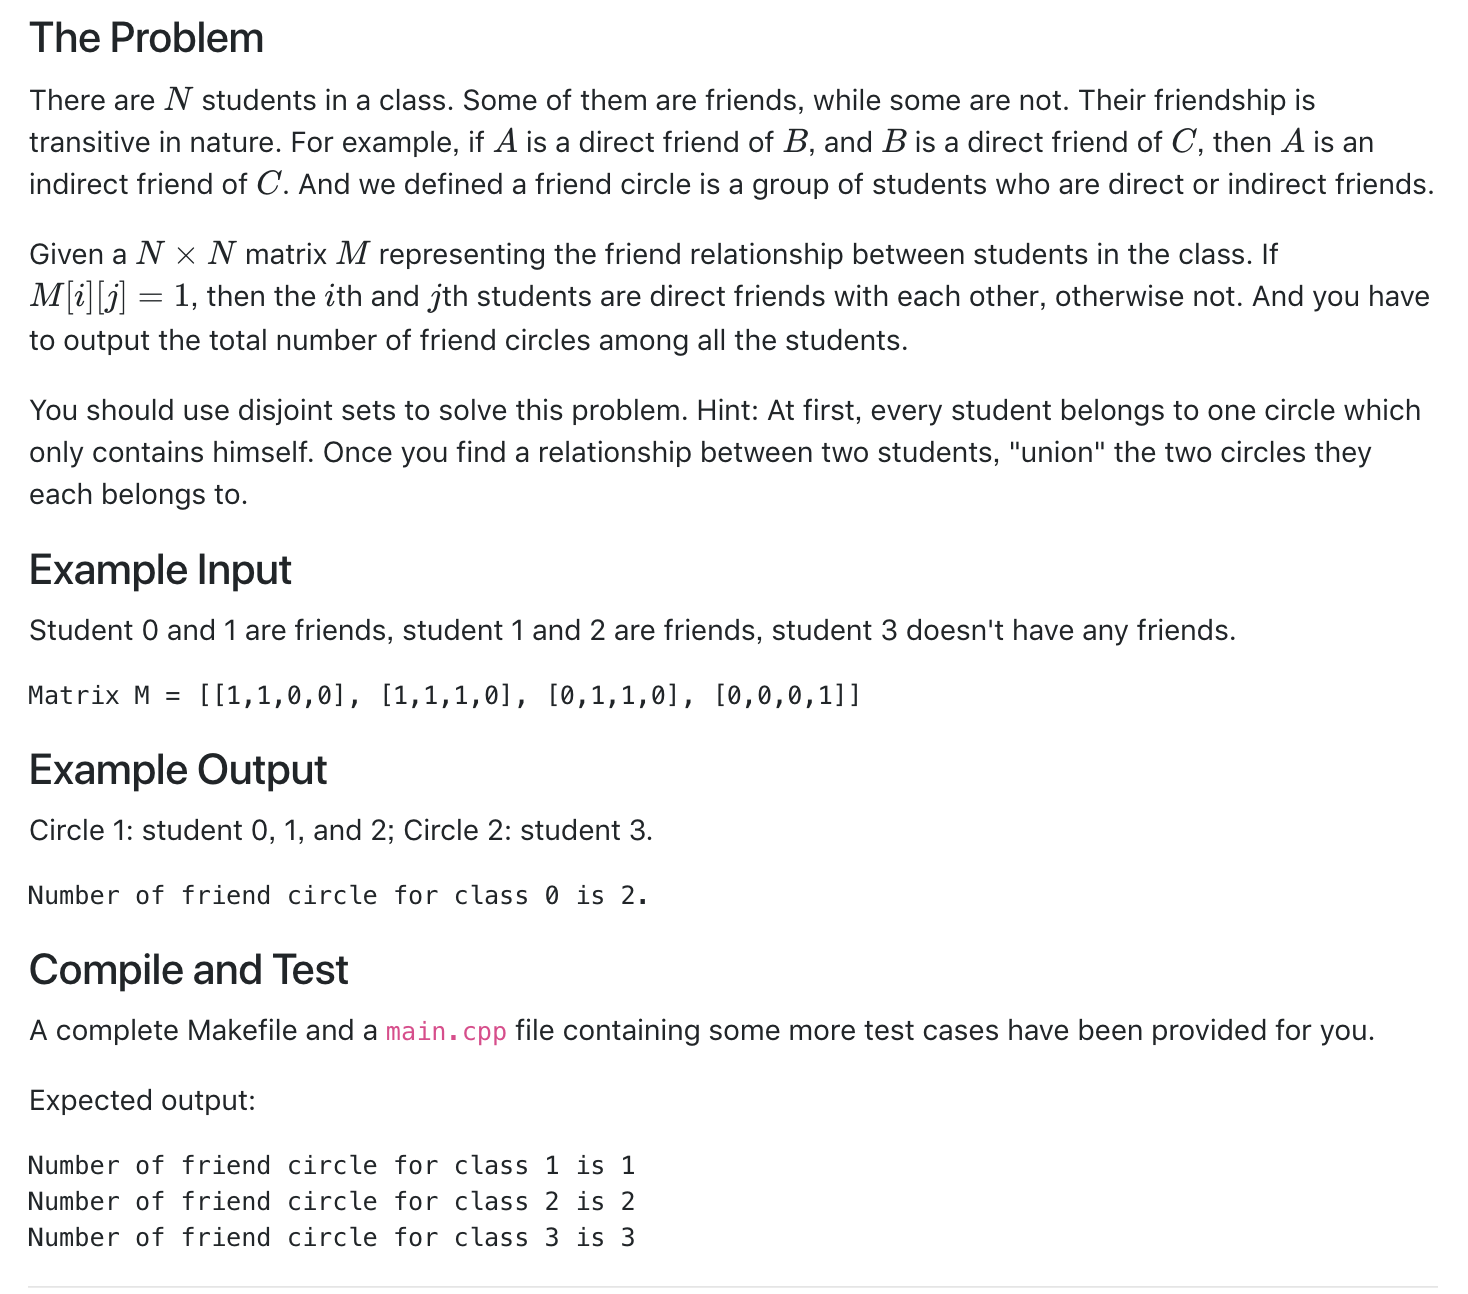 The Problem
There are N students in a class. Some of them are friends, while some are not. Their friendship is
transitive in nature. For example, if A is a direct friend of B, and B is a direct friend of C, then A is an
indirect friend of C. And we defined a friend circle is a group of students who are direct or indirect friends.
Given a N × N matrix M representing the friend relationship between students in the class. If
M[i][j] = 1, then the ith and jth students are direct friends with each other, otherwise not. And you have
to output the total number of friend circles among all the students.
You should use disjoint sets to solve this problem. Hint: At first, every student belongs to one circle which
only contains himself. Once you find a relationship between two students, "union" the two circles they
each belongs to.
Example Input
Student 0 and 1 are friends, student 1 and 2 are friends, student 3 doesn't have any friends.
Matrix M = [[1,1,0,0], [1,1,1,0], [0,1,1,0], [0,0,0,1]]
Example Output
Circle 1: student 0, 1, and 2; Circle 2: student 3.
Number of friend circle for class 0 is 2.
Compile and Test
A complete Makefile and a main.cpp file containing some more test cases have been provided for you.
Expected output:
Number of friend circle for class 1 is 1
Number of friend circle for class 2 is 2
Number of friend circle for class 3 is 3